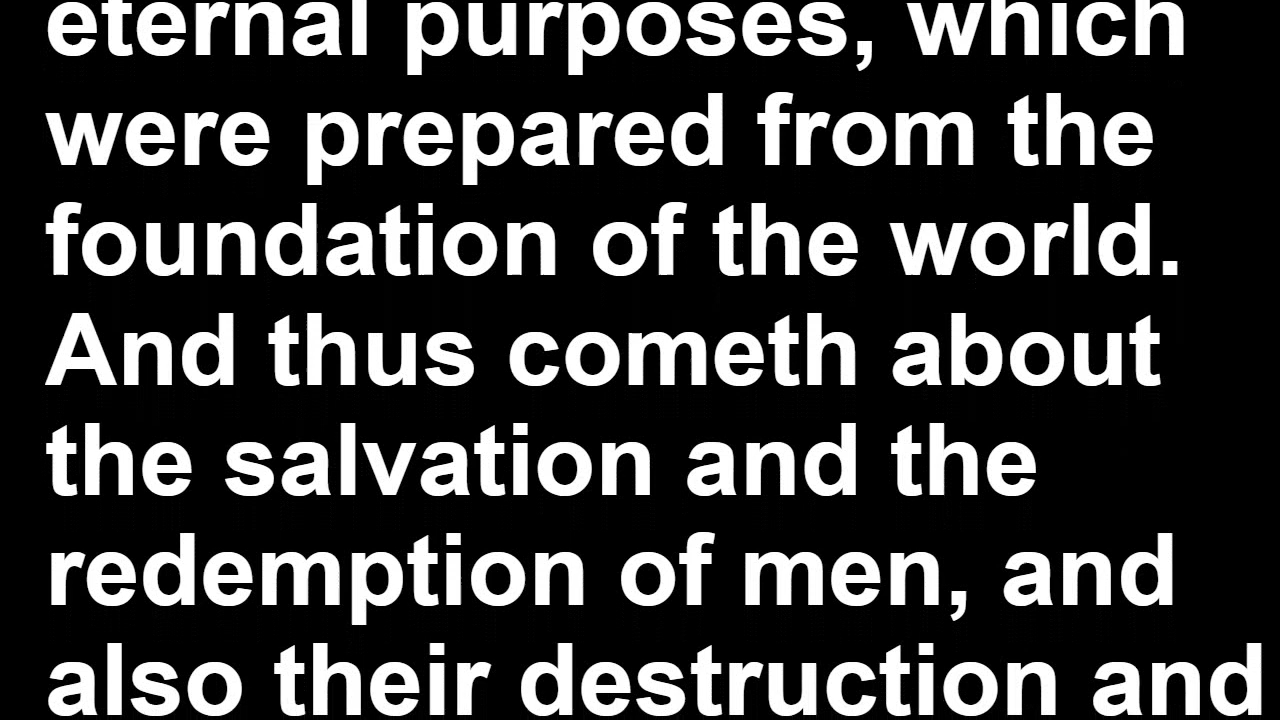 eternal purposes, which
were prepared from the
foundation of the world.
And thus cometh about
the salvation and the
redemption of men, and
also their destruction and